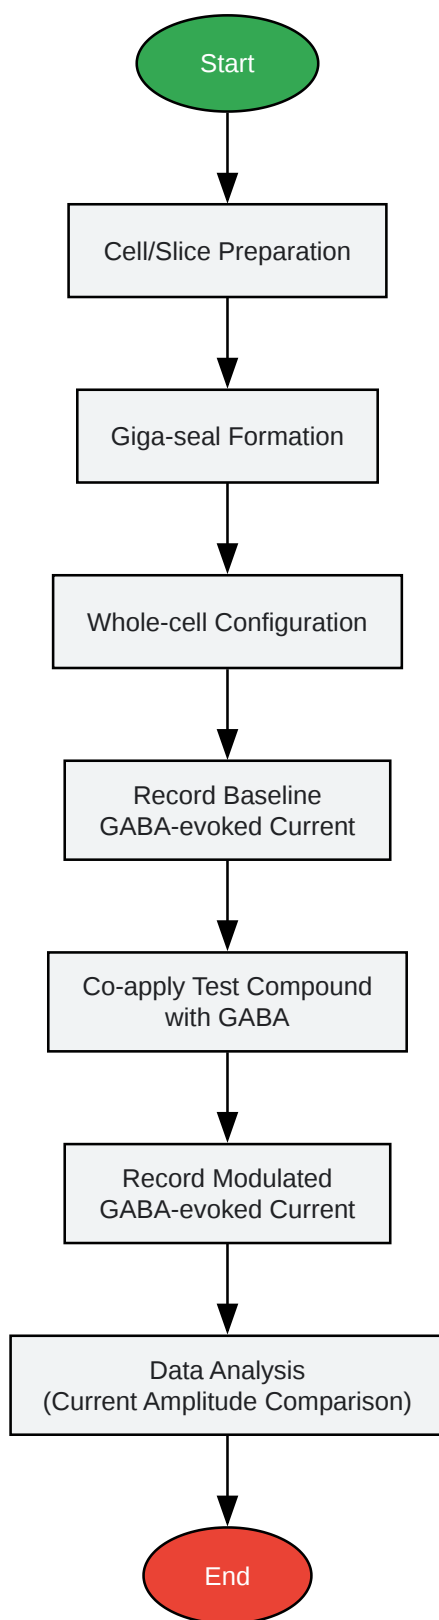 Start
Cell/Slice Preparation
Giga-seal Formation
Whole-cell Configuration
Record Baseline
GABA-evoked Current
Co-apply Test Compound
with GABA
Record Modulated
GABA-evoked Current
Data Analysis
(Current Amplitude Comparison)
End